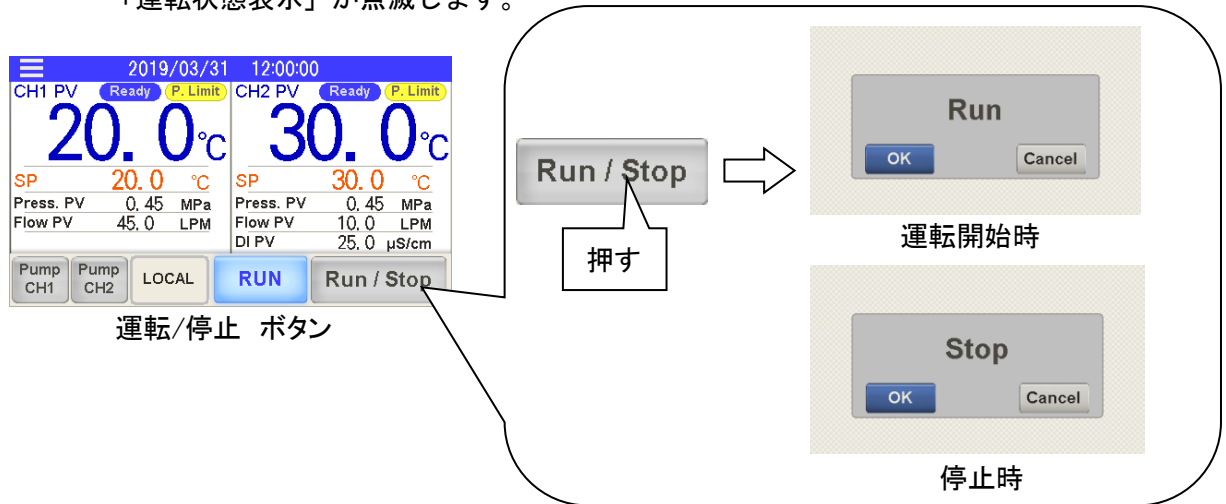 「運転状態表示」が点滅します。
2019/03/31 12:00:00
CH1 PV Ready P. Limit CH2 PV Ready P. Limit
20. 0℃ 30. 0℃
SP 20. 0 ℃ SP 30. 0 ℃
Press. PV 0. 45 MPa Press. PV 0. 45 MPa
Flow PV 45. 0 LPM Flow PV 10. 0 LPM
DI PV 25. 0 µS/cm
Pump CH1 Pump CH2 LOCAL RUN Run / Stop
運転/停止 ボタン
Run / Stop
押す
Run
OK Cancel
運転開始時
Stop
OK Cancel
停止時